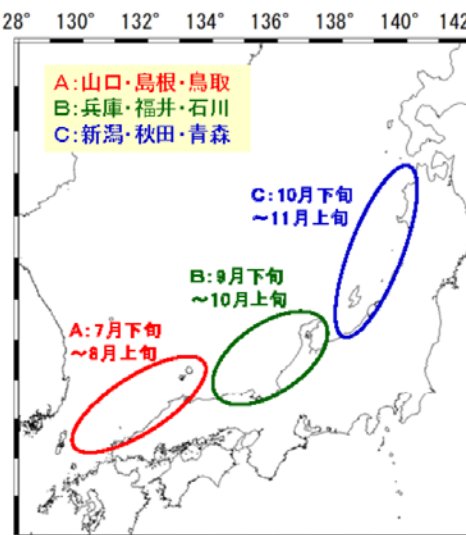 28° 130° 132° 134° 136° 138° 140° 142
A:山口・島根・鳥取
B:兵庫・福井・石川
C:新潟・秋田・青森
C:10月下旬
～11月上旬
B:9月下旬
～10月上旬
A:7月下旬
～8月上旬